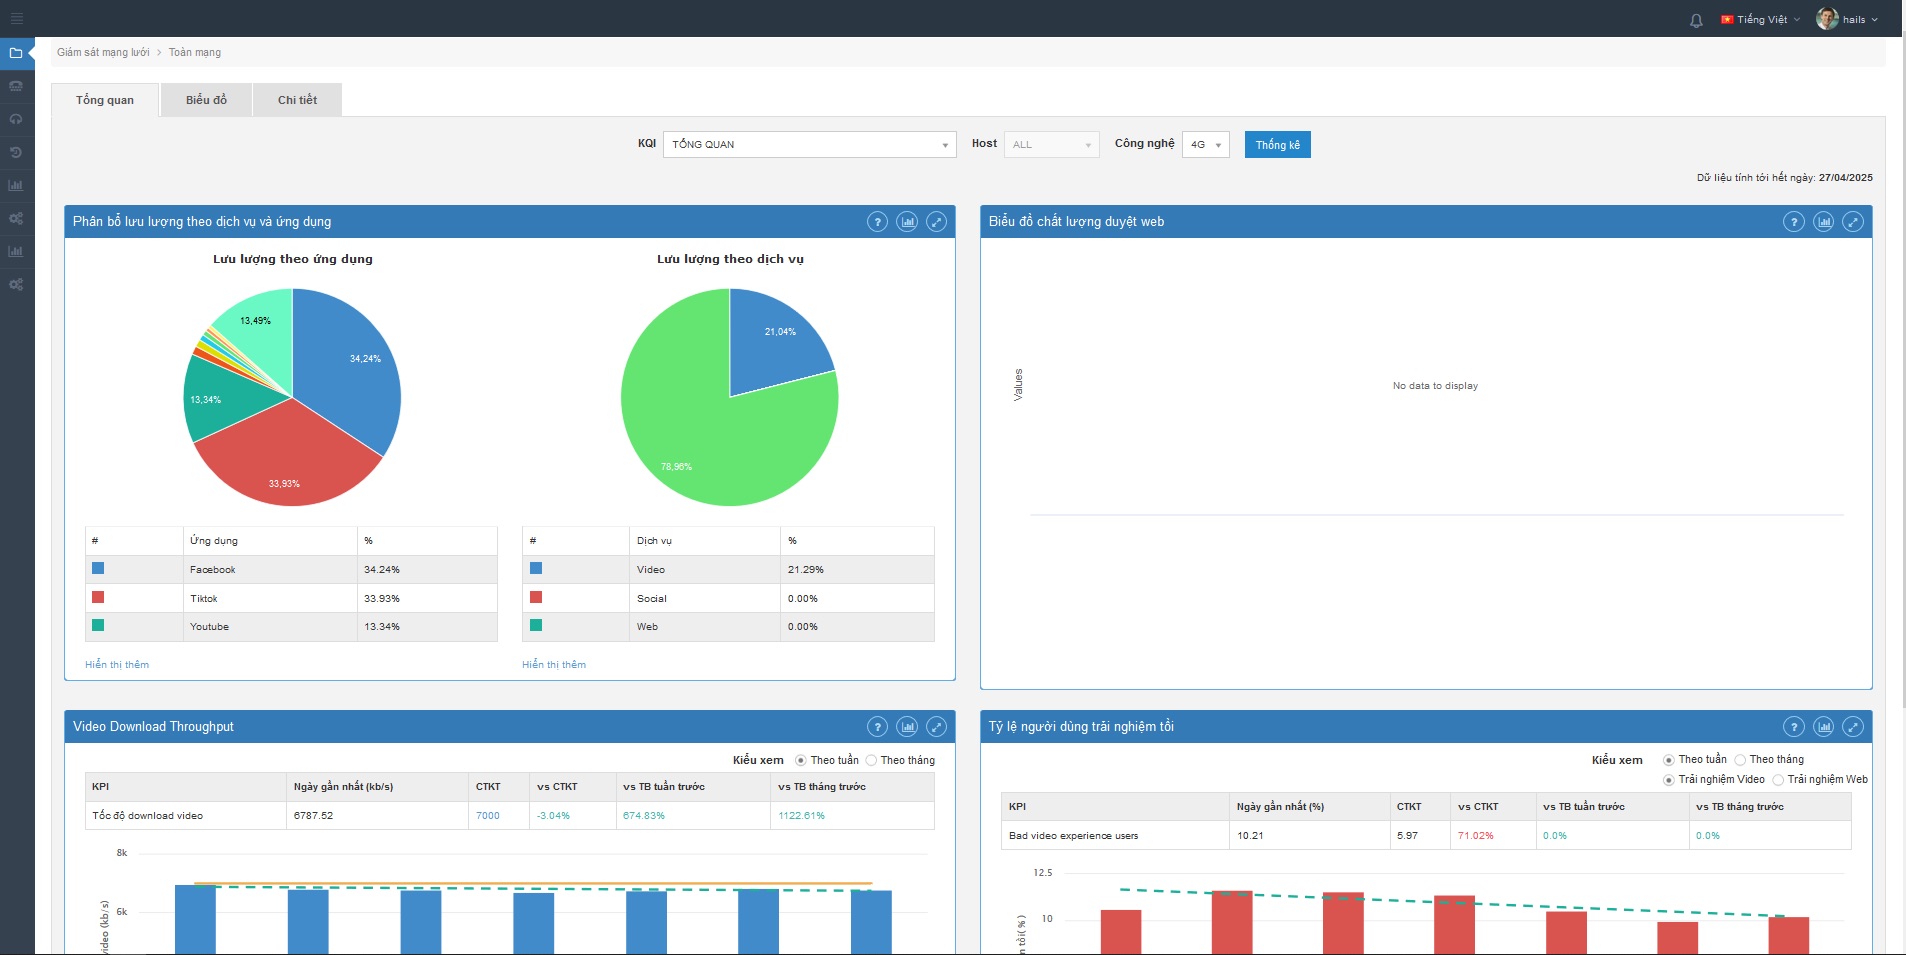 Tiếng Việt
hails
Giám sát mạng lưới > Toàn mạng
Tổng quan
Biểu đồ
Chi tiết
KQI TỔNG QUAN Host ALL Công nghệ 4G Thống kê
Dữ liệu tính tới hết ngày: 27/04/2025
Phân bổ lưu lượng theo dịch vụ và ứng dụng
?
Lưu lượng theo ứng dụng
13,49%
34,24%
13,34%
33,93%
Lưu lượng theo dịch vụ
21,04%
78,96%
# Ứng dụng %
Facebook 34.24%
Tiktok 33.93%
Youtube 13.34%
Hiển thị thêm
# Dịch vụ %
Video 21.29%
Social 0.00%
Web 0.00%
Hiển thị thêm
Biểu đồ chất lượng duyệt web
?
Values
No data to display
Video Download Throughput
?
Kiểu xem Theo tuần Theo tháng
KPI Ngày gần nhất (kb/s) CTKT vs CTKT vs TB tuần trước vs TB tháng trước
Tốc độ download video 6787.52 7000 -3.04% 674.83% 1122.61%
8k
6k
video (kb/s)
Tỷ lệ người dùng trải nghiệm tồi
?
Kiểu xem Theo tuần Theo tháng
Trải nghiệm Video Trải nghiệm Web
KPI Ngày gần nhất (%) CTKT vs CTKT vs TB tuần trước vs TB tháng trước
Bad video experience users 10.21 5.97 71.02% 0.0% 0.0%
12.5
10
tồi( % )